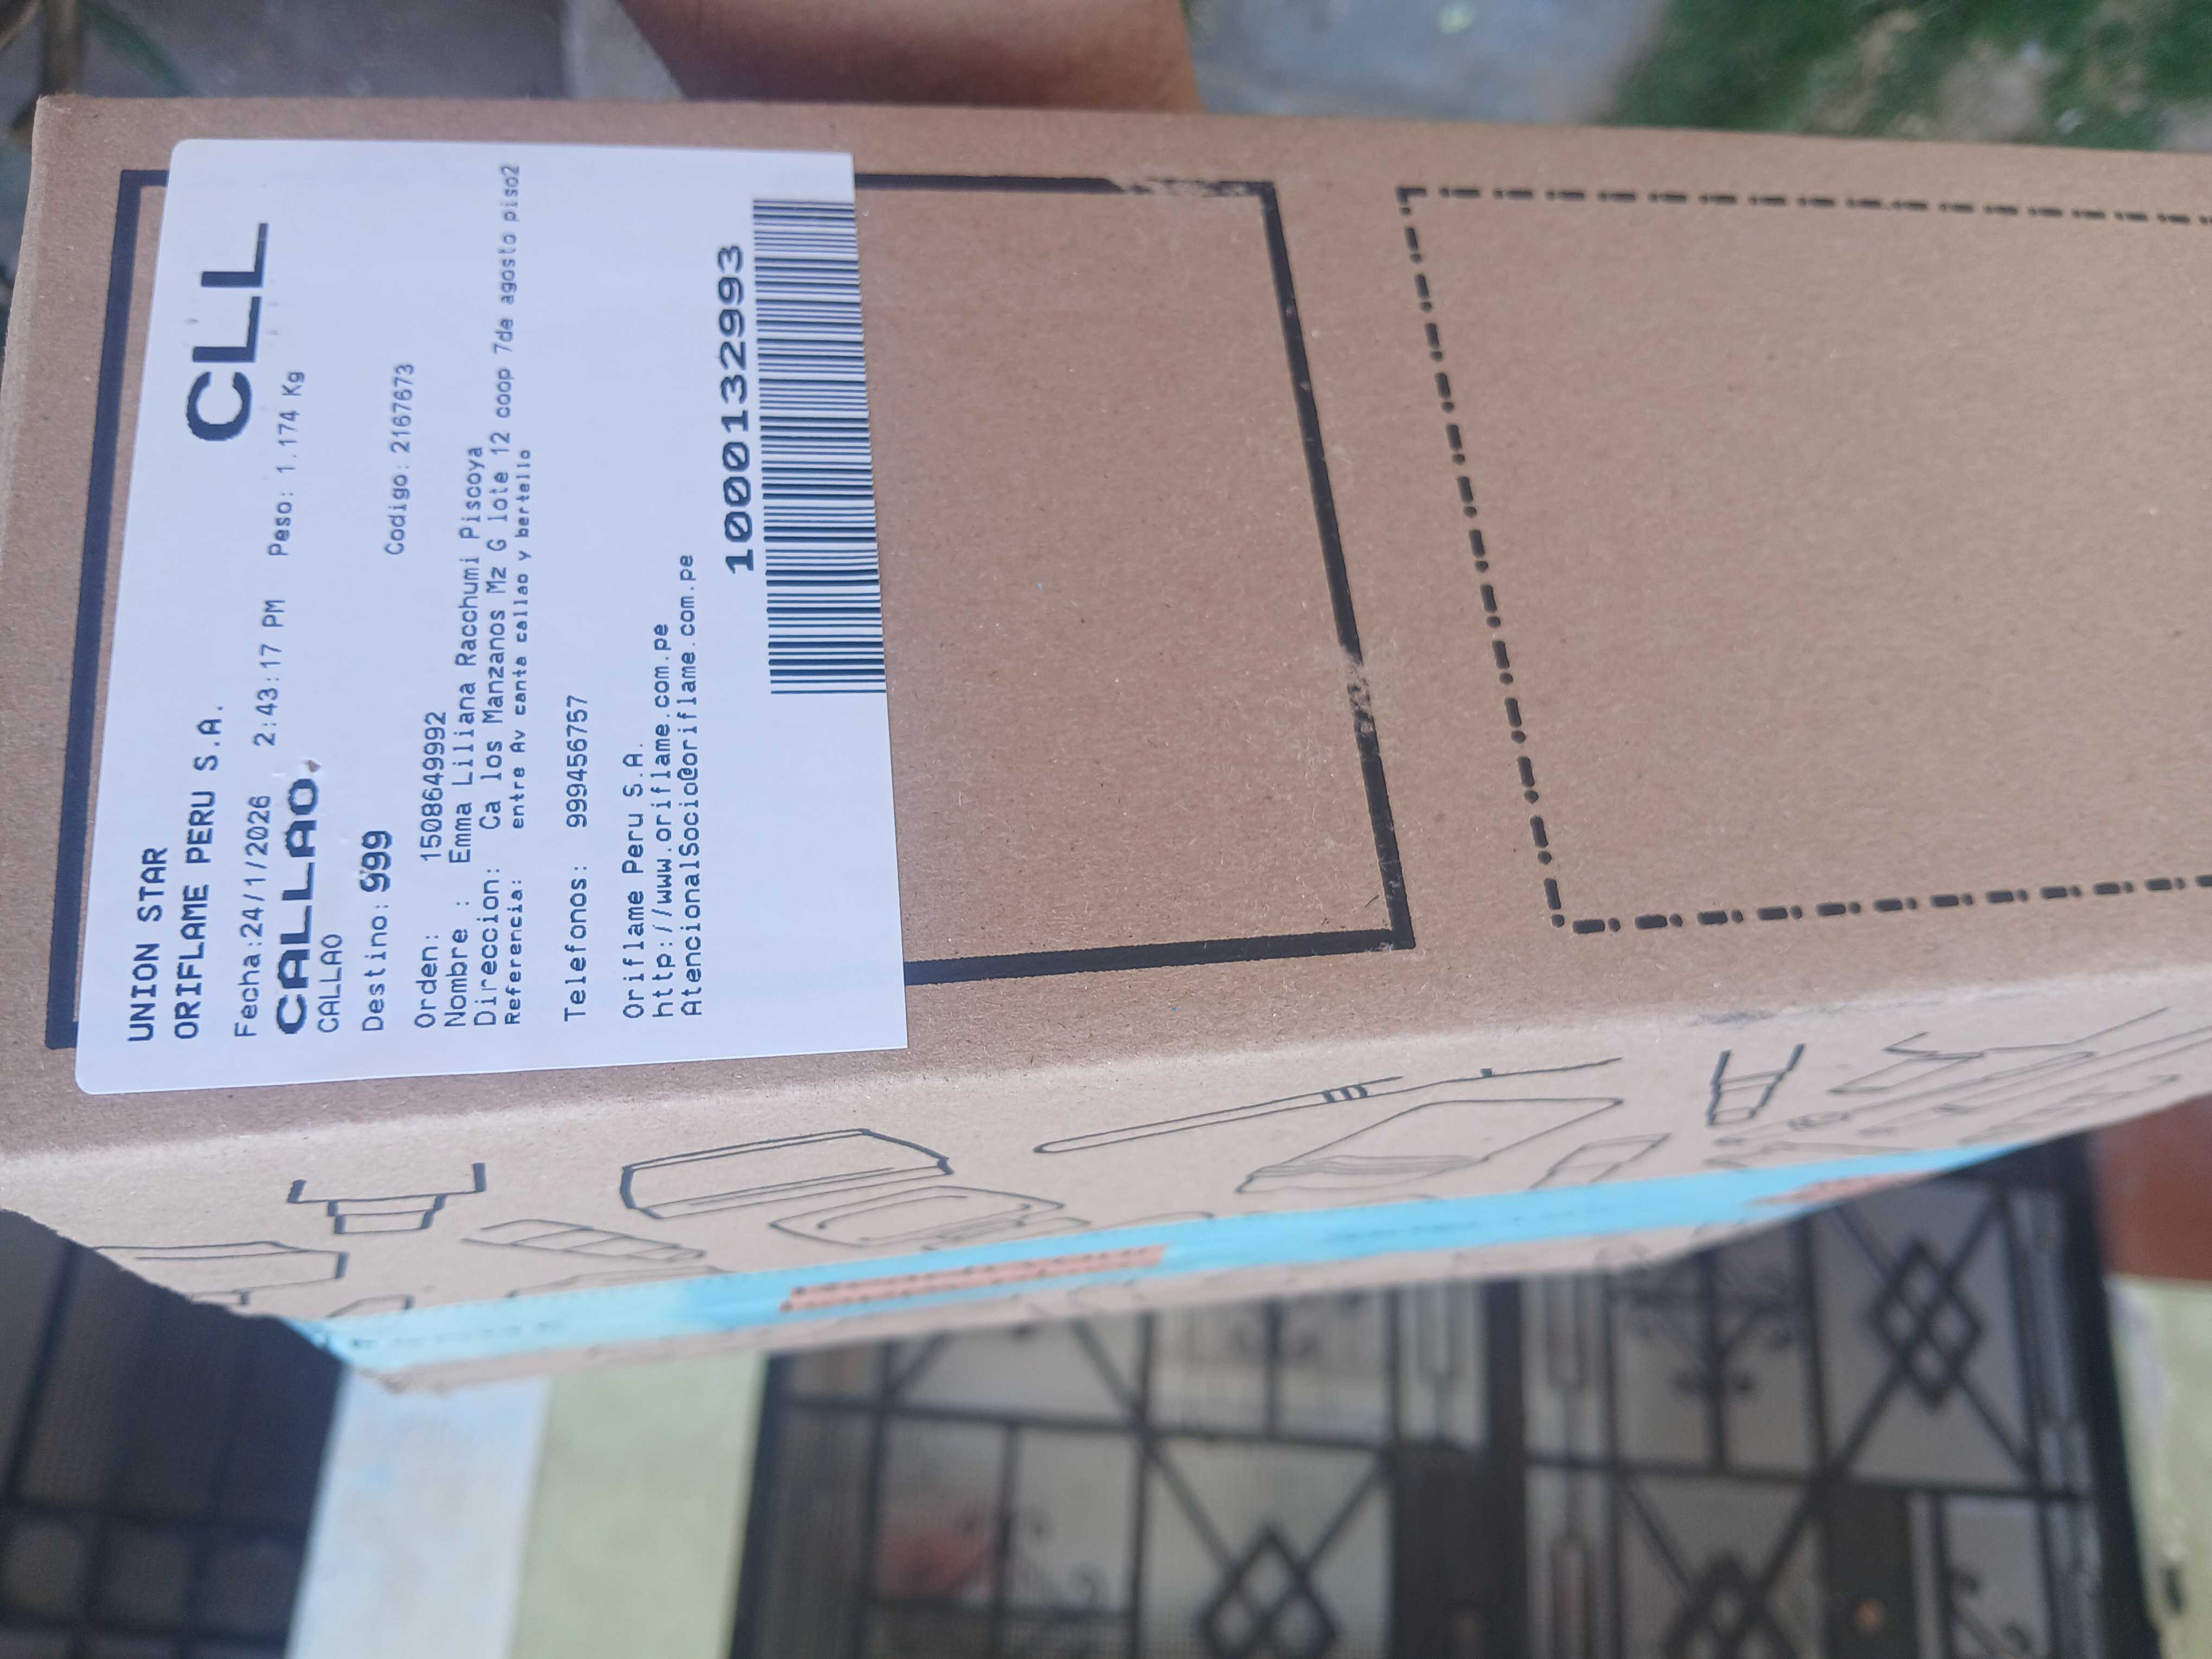 UNION STAR
ORIFLAME PERU S.A.
CLL
Fecha:24/1/2026 2:43:17 PM Peso: 1.174 Kg
CALLAO.
CALLAO
Destino: 999
Codigo: 2167673
Orden: 1508649992
Nombre : Emma Liliana Racchumi Piscoya
Direccion: Ca los Manzanos Mz G lote 12 coop 7de agosto piso2
Referencia: entre Av canta callao y bertello
Telefonos: 999456757
Oriflame Peru S.A.
http://www.oriflame.com.pe
AtencionalSocio@oriflame.com.pe
1000132993